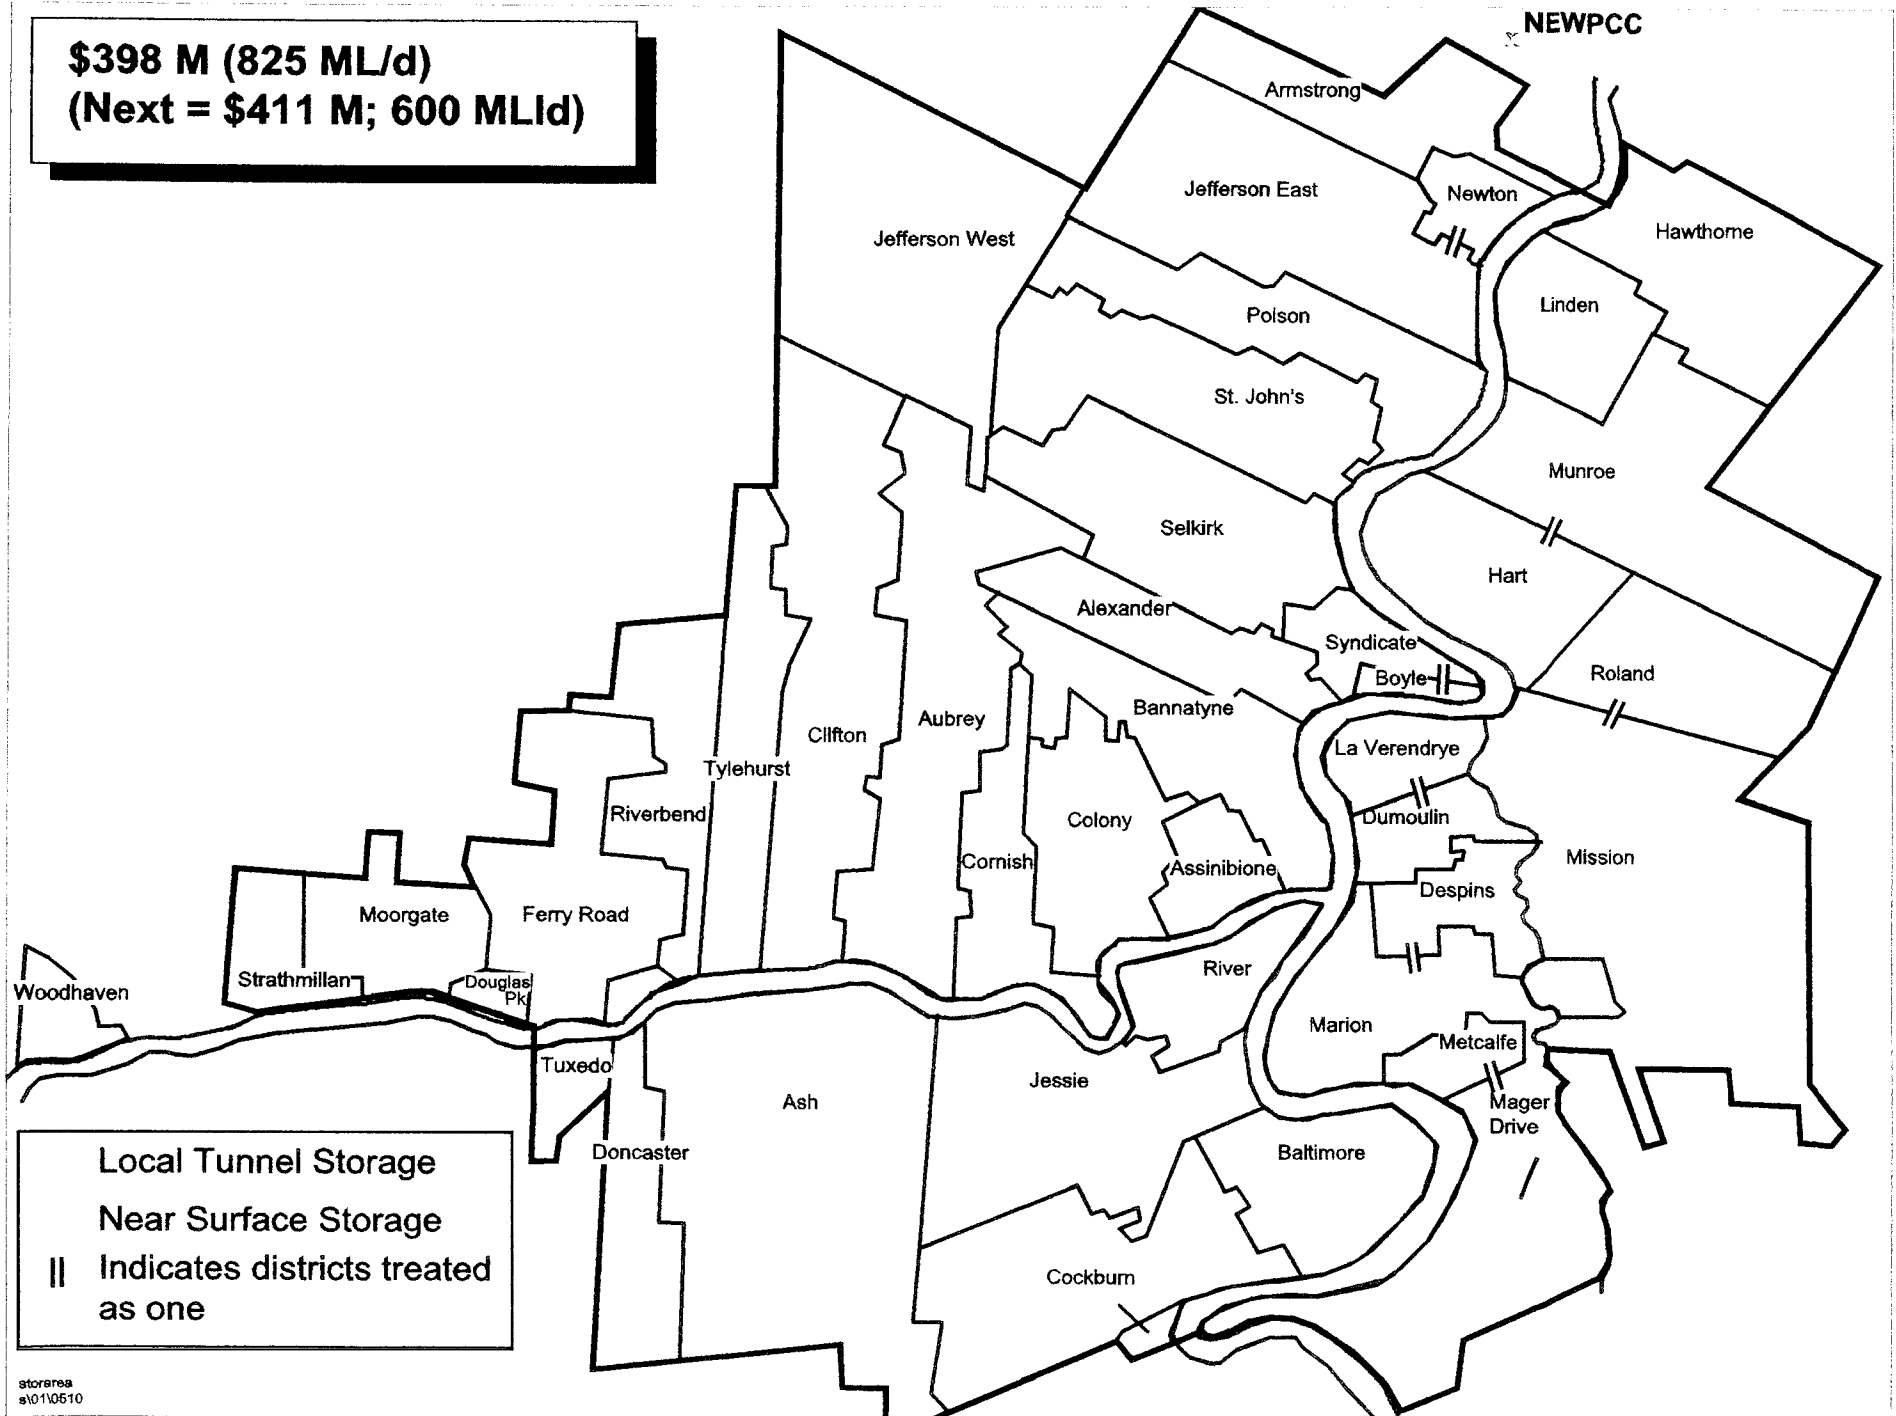 $398 M (825 ML/d)
(Next = $411 M; 600 MLId)
NEWPCC
Armstrong
Jefferson East
Newton
Hawthorne
Jefferson West
Linden
Polson
St. John's
Munroe
Selkirk
Hart
Alexander
Syndicate
Boyle
Roland
Bannatyne
Aubrey
Clifton
La Verendrye
Tylehurst
Riverbend
Colony
Dumoulin
Cornish
Assinibione
Mission
Despins
Moorgate
Ferry Road
River
Strathmillan
Douglas
Pk
Woodhaven
Marion
Metcalfe
Tuxedo
Jessie
Ash
Mager
Drive
Doncaster
Baltimore
Cockburn
Local Tunnel Storage
Near Surface Storage
|| Indicates districts treated
as one
storarea
s\01\0510